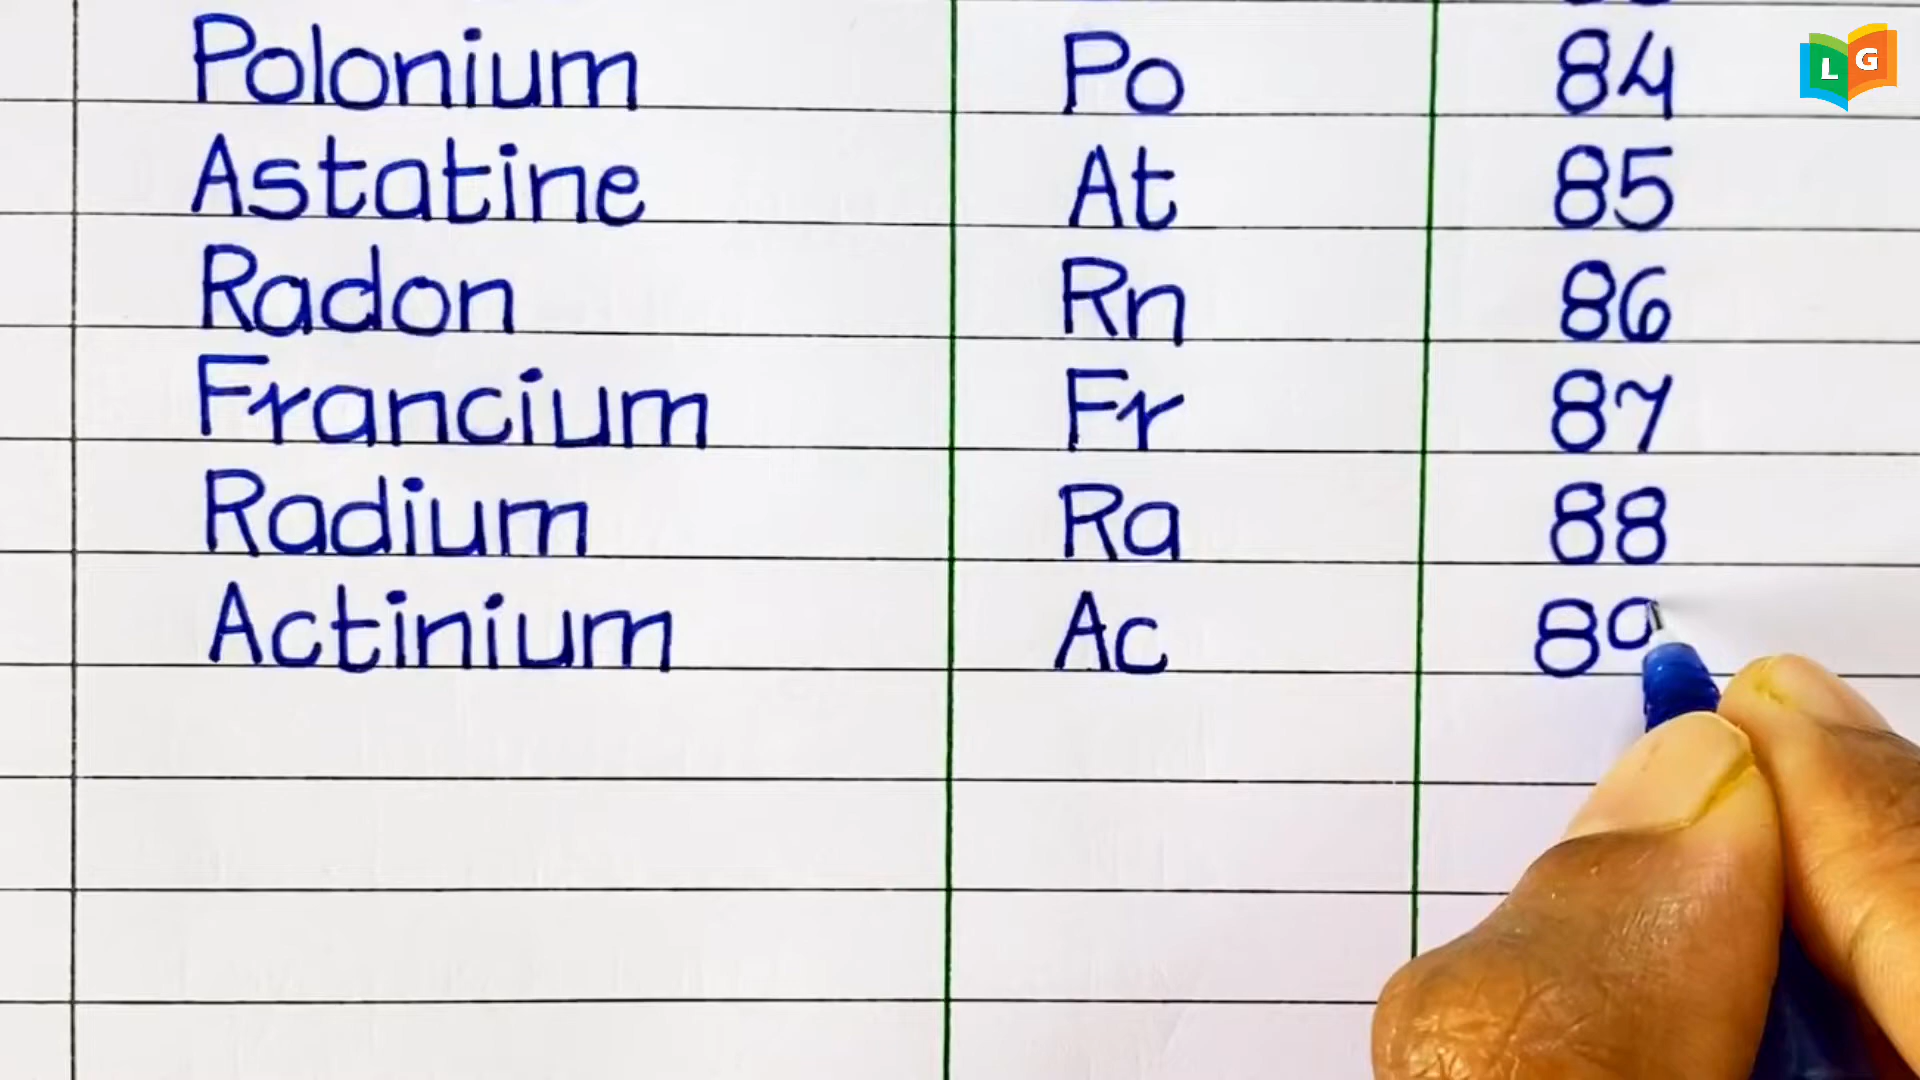 Polonium Po 84
Astatine At 85
Radon Rn 86
Francium Fr 87
Radium Ra 88
Actinium Ac 89
LG